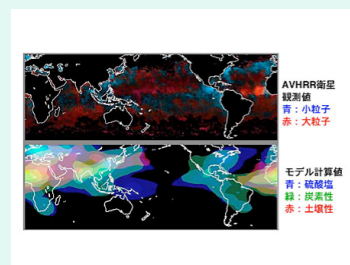 AVHRR衛星
観測値
青：小粒子
赤：大粒子
モデル計算値
青：硫酸塩
緑：炭素性
赤：土壌性